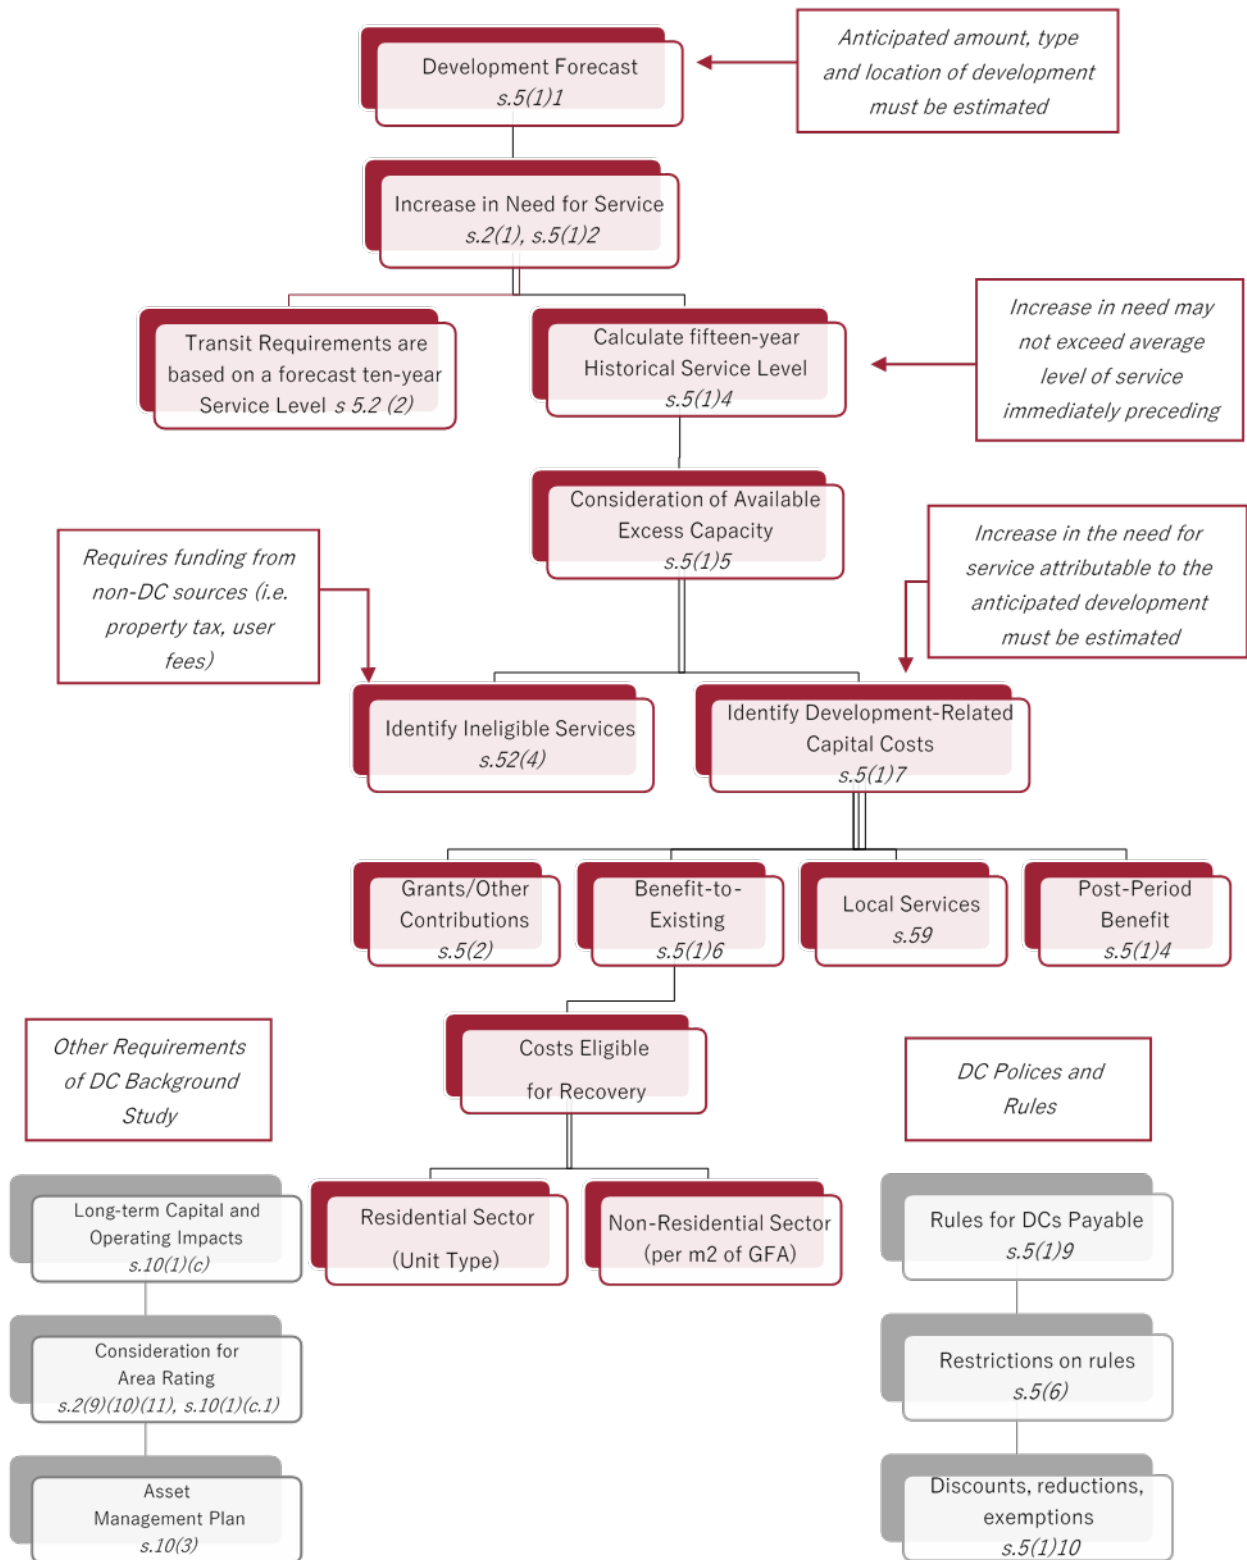 Development Forecast
s.5(1)1
Anticipated amount, type
and location of development
must be estimated
Increase in Need for Service
s.2(1), s.5(1)2
Transit Requirements are
based on a forecast ten-year
Service Level s 5.2 (2)
Calculate fifteen-year
Historical Service Level
s.5(1)4
Increase in need may
not exceed average
level of service
immediately preceding
Consideration of Available
Excess Capacity
s.5(1)5
Requires funding from
non-DC sources (i.e.
property tax, user
fees)
Increase in the need for
service attributable to the
anticipated development
must be estimated
Identify Ineligible Services
s.52(4)
Identify Development-Related
Capital Costs
s.5(1)7
Grants/Other
Contributions
s.5(2)
Benefit-to-
Existing
s.5(1)6
Local Services
s.59
Post-Period
Benefit
s.5(1)4
Costs Eligible
for Recovery
Residential Sector
(Unit Type)
Non-Residential Sector
(per m2 of GFA)
Other Requirements
of DC Background
Study
Long-term Capital and
Operating Impacts
s.10(1)(c)
Consideration for
Area Rating
s.2(9)(10)(11), s.10(1)(c.1)
Asset
Management Plan
s.10(3)
DC Polices and
Rules
Rules for DCs Payable
s.5(1)9
Restrictions on rules
s.5(6)
Discounts, reductions,
exemptions
s.5(1)10